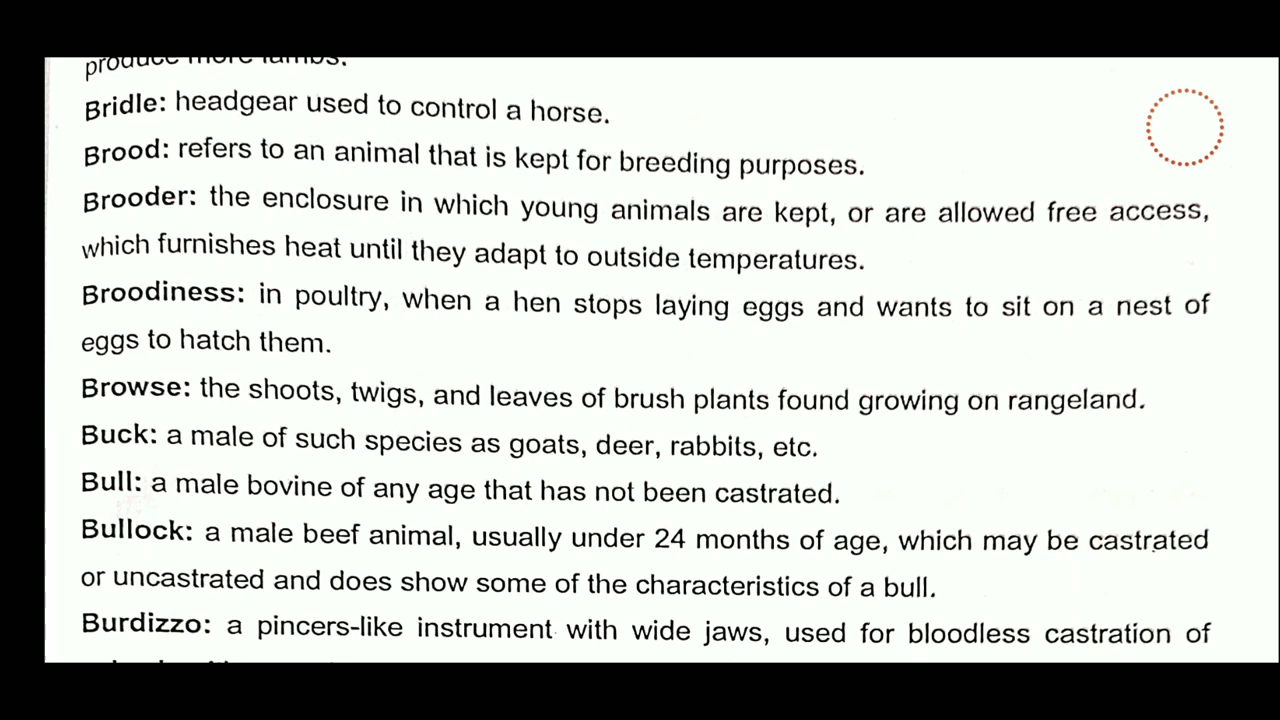 produce more lambs.
Bridle: headgear used to control a horse.
Brood: refers to an animal that is kept for breeding purposes.
Brooder: the enclosure in which young animals are kept, or are allowed free access,
which furnishes heat until they adapt to outside temperatures.
Broodiness: in poultry, when a hen stops laying eggs and wants to sit on a nest of
eggs to hatch them.
Browse: the shoots, twigs, and leaves of brush plants found growing on rangeland.
Buck: a male of such species as goats, deer, rabbits, etc.
Bull: a male bovine of any age that has not been castrated.
Bullock: a male beef animal, usually under 24 months of age, which may be castrated
or uncastrated and does show some of the characteristics of a bull.
Burdizzo: a pincers-like instrument with wide jaws, used for bloodless castration of